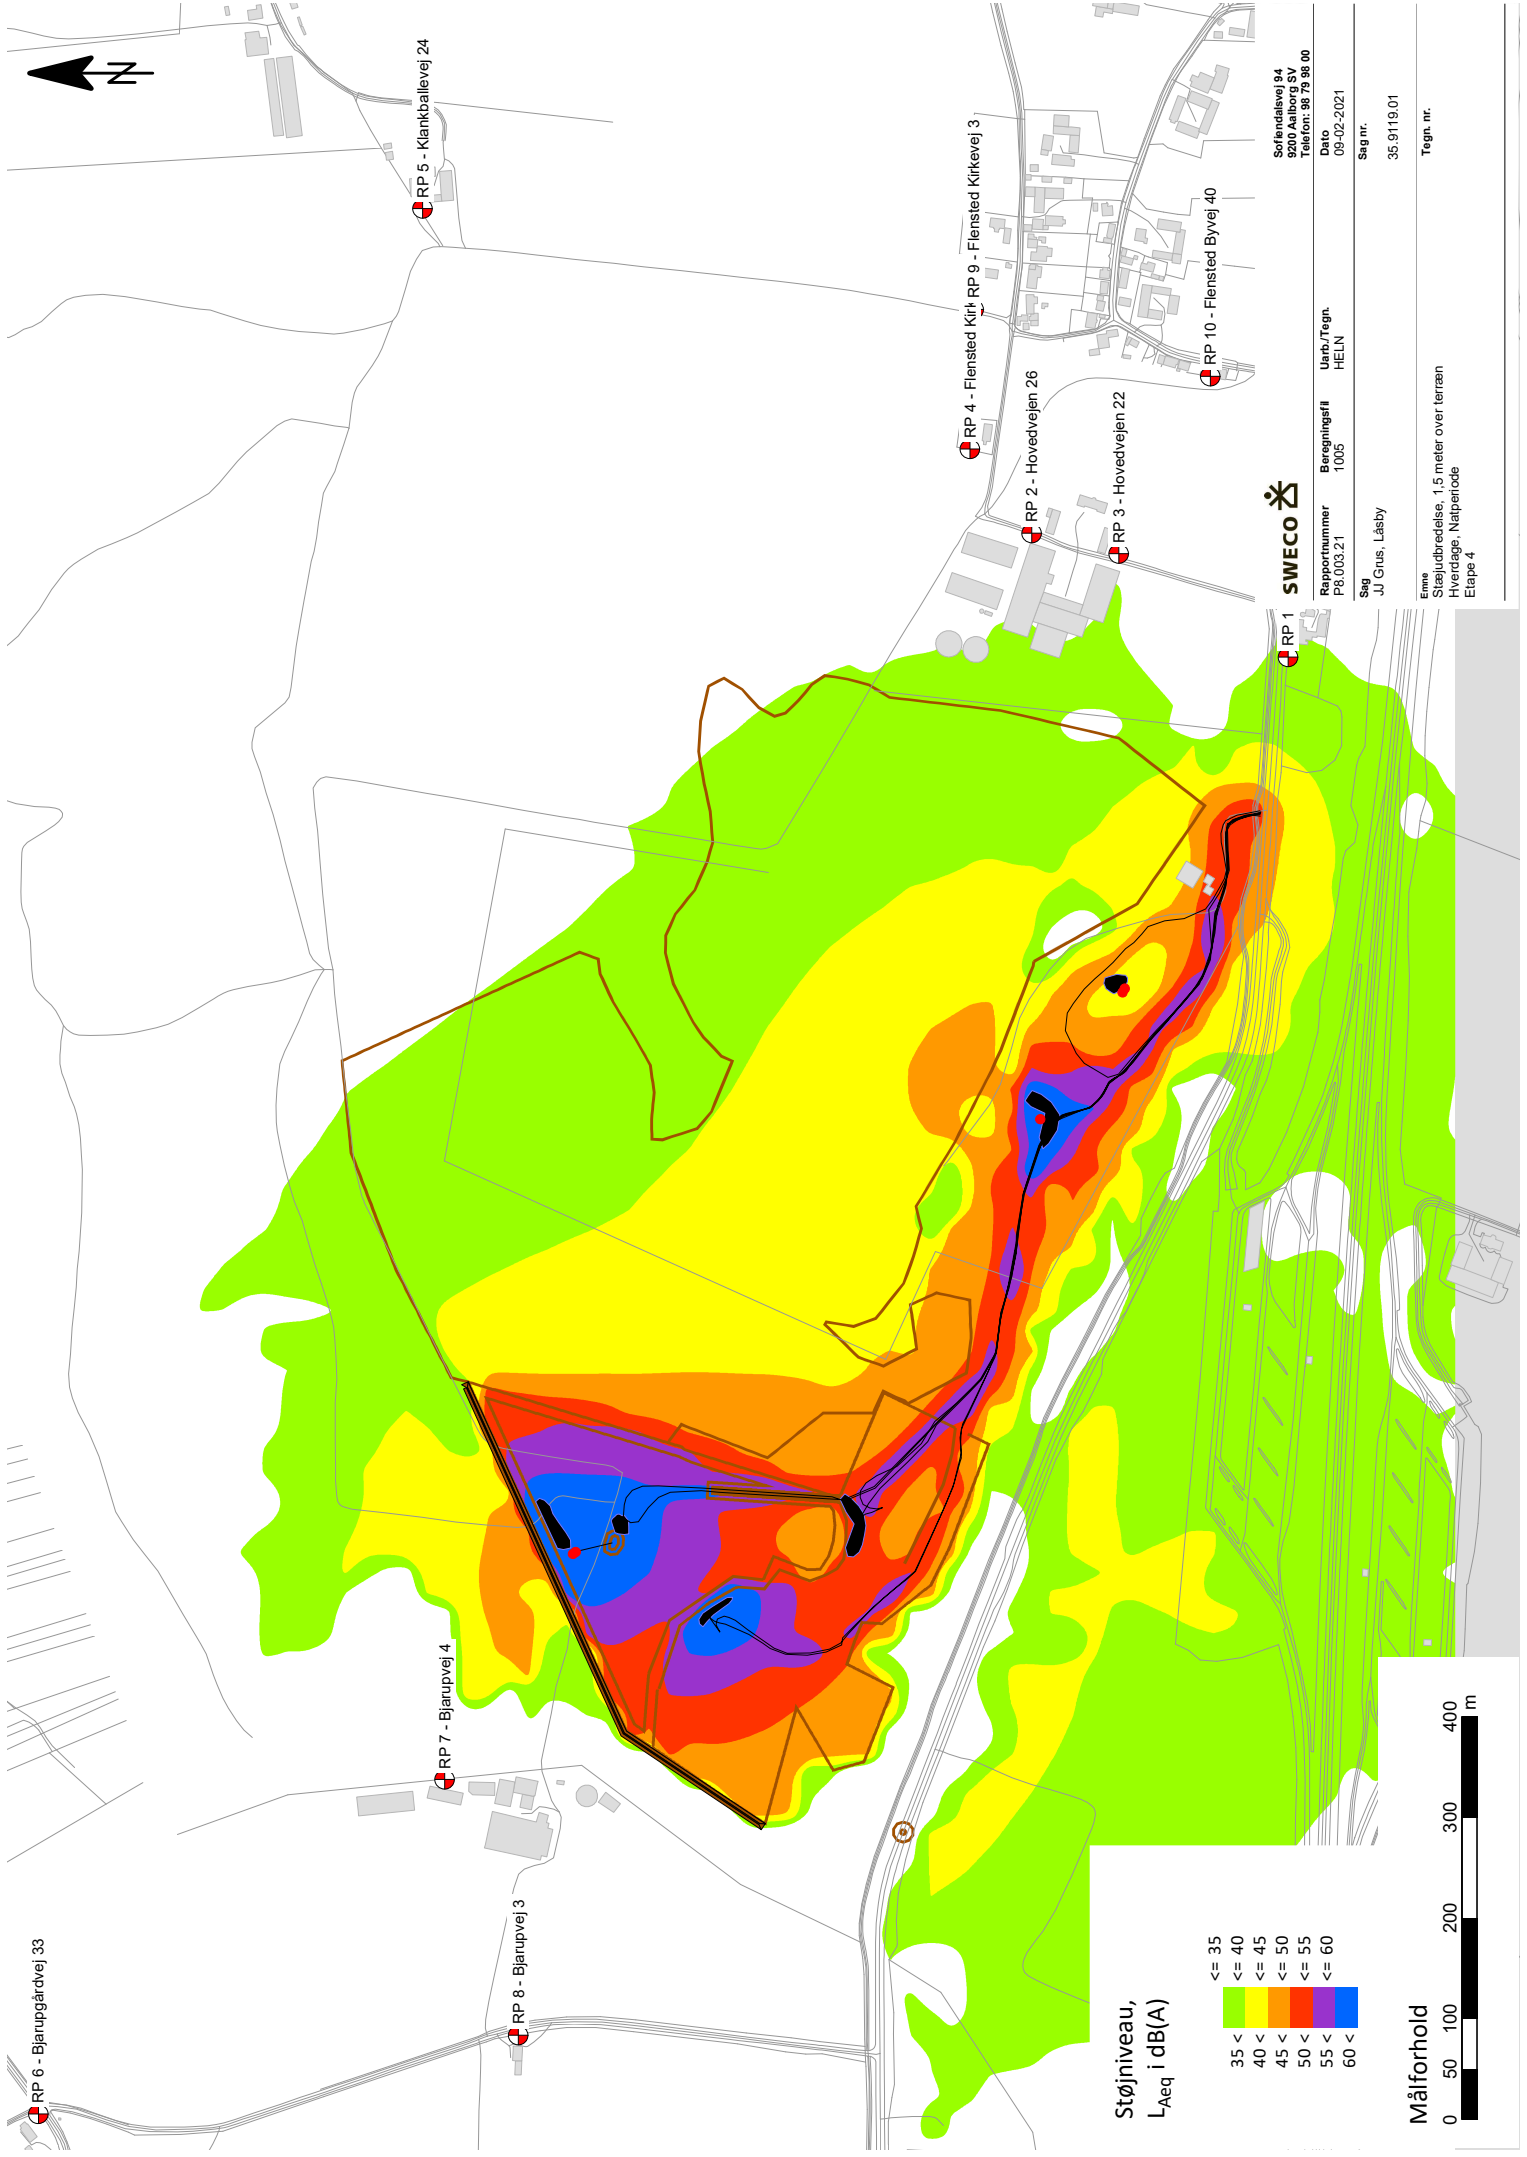 N
RP 6 - Bjarupgårdvej 33
RP 8 - Bjarupvej 3
RP 7 - Bjarupvej 4
RP 5 - Klankballevej 24
RP 4 - Flensted Kirk
RP 9 - Flensted Kirkevej 3
RP 2 - Hovedvejen 26
RP 3 - Hovedvejen 22
RP 10 - Flensted Byvej 40
RP 1
Støjniveau,
LAeq i dB(A)
<= 35
35 < <= 40
40 < <= 45
45 < <= 50
50 < <= 55
55 < <= 60
60 <
Målforhold
0 50 100 200 300 400
m
SWECO
Sofiendalsvej 94
9200 Aalborg SV
Telefon: 98 79 98 00
Rapportnummer Beregningsfil Uarb./Tegn. Dato
P8.003.21 1005 HELN 09-02-2021
Sag Sag nr.
JJ Grus, Låsby 35.9119.01
Emne Tegn. nr.
Støjudbredelse, 1,5 meter over terræn
Hverdage, Natperiode
Etape 4